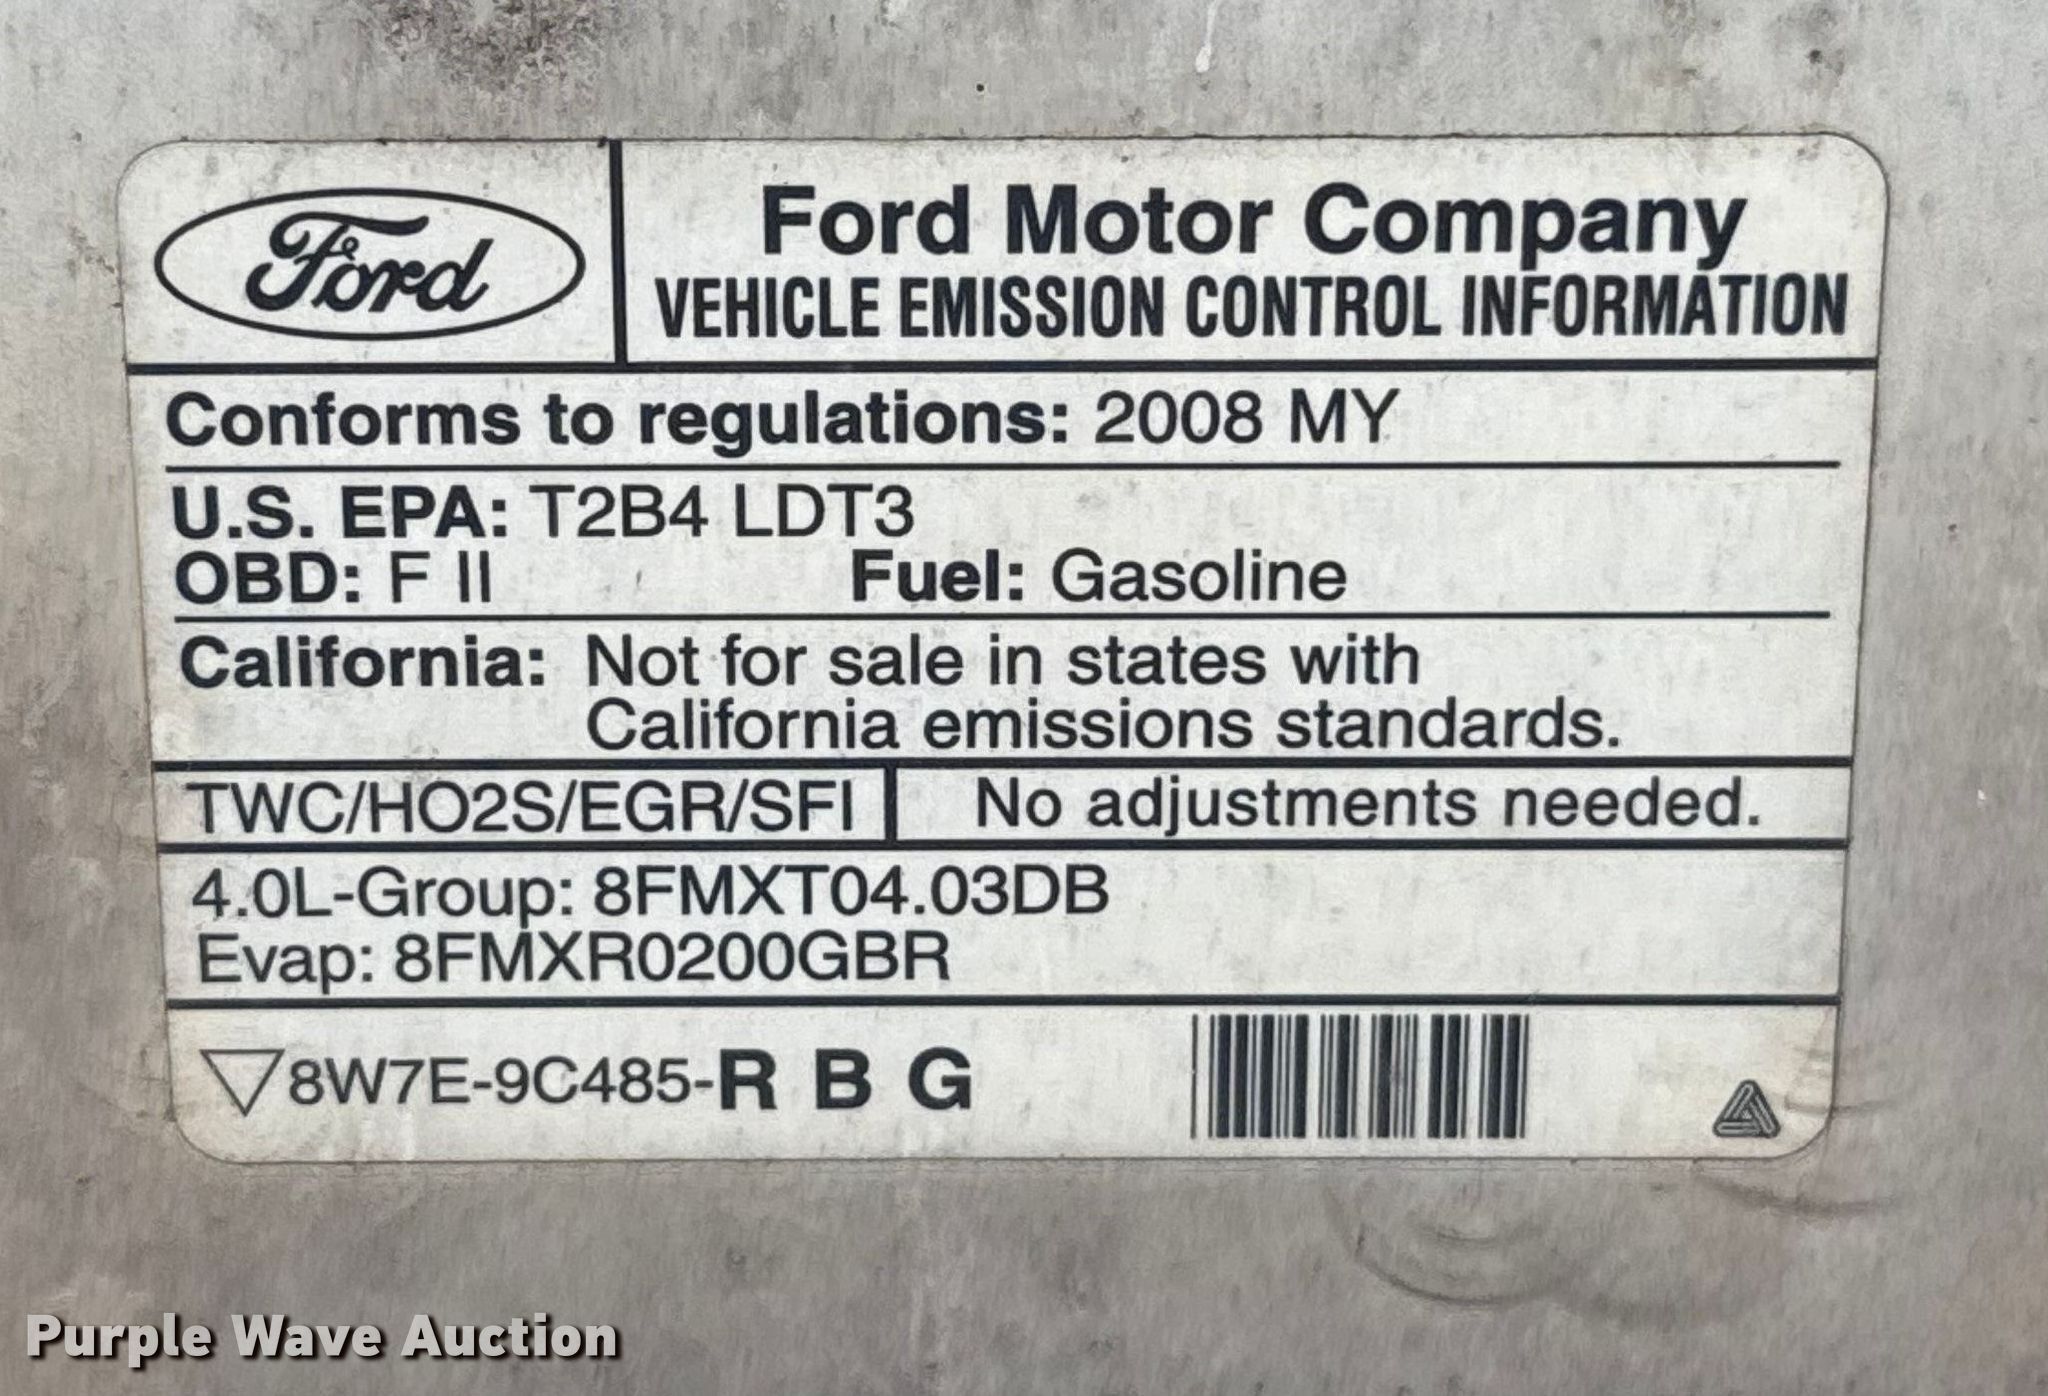 Ford
Ford Motor Company
VEHICLE EMISSION CONTROL INFORMATION
Conforms to regulations: 2008 MY
U.S. EPA: T2B4 LDT3
OBD: F II Fuel: Gasoline
California: Not for sale in states with
California emissions standards.
TWC/HO2S/EGR/SFI No adjustments needed.
4.0L-Group: 8FMXT04.03DB
Evap: 8FMXR0200GBR
8W7E-9C485-R B G
Purple Wave Auction